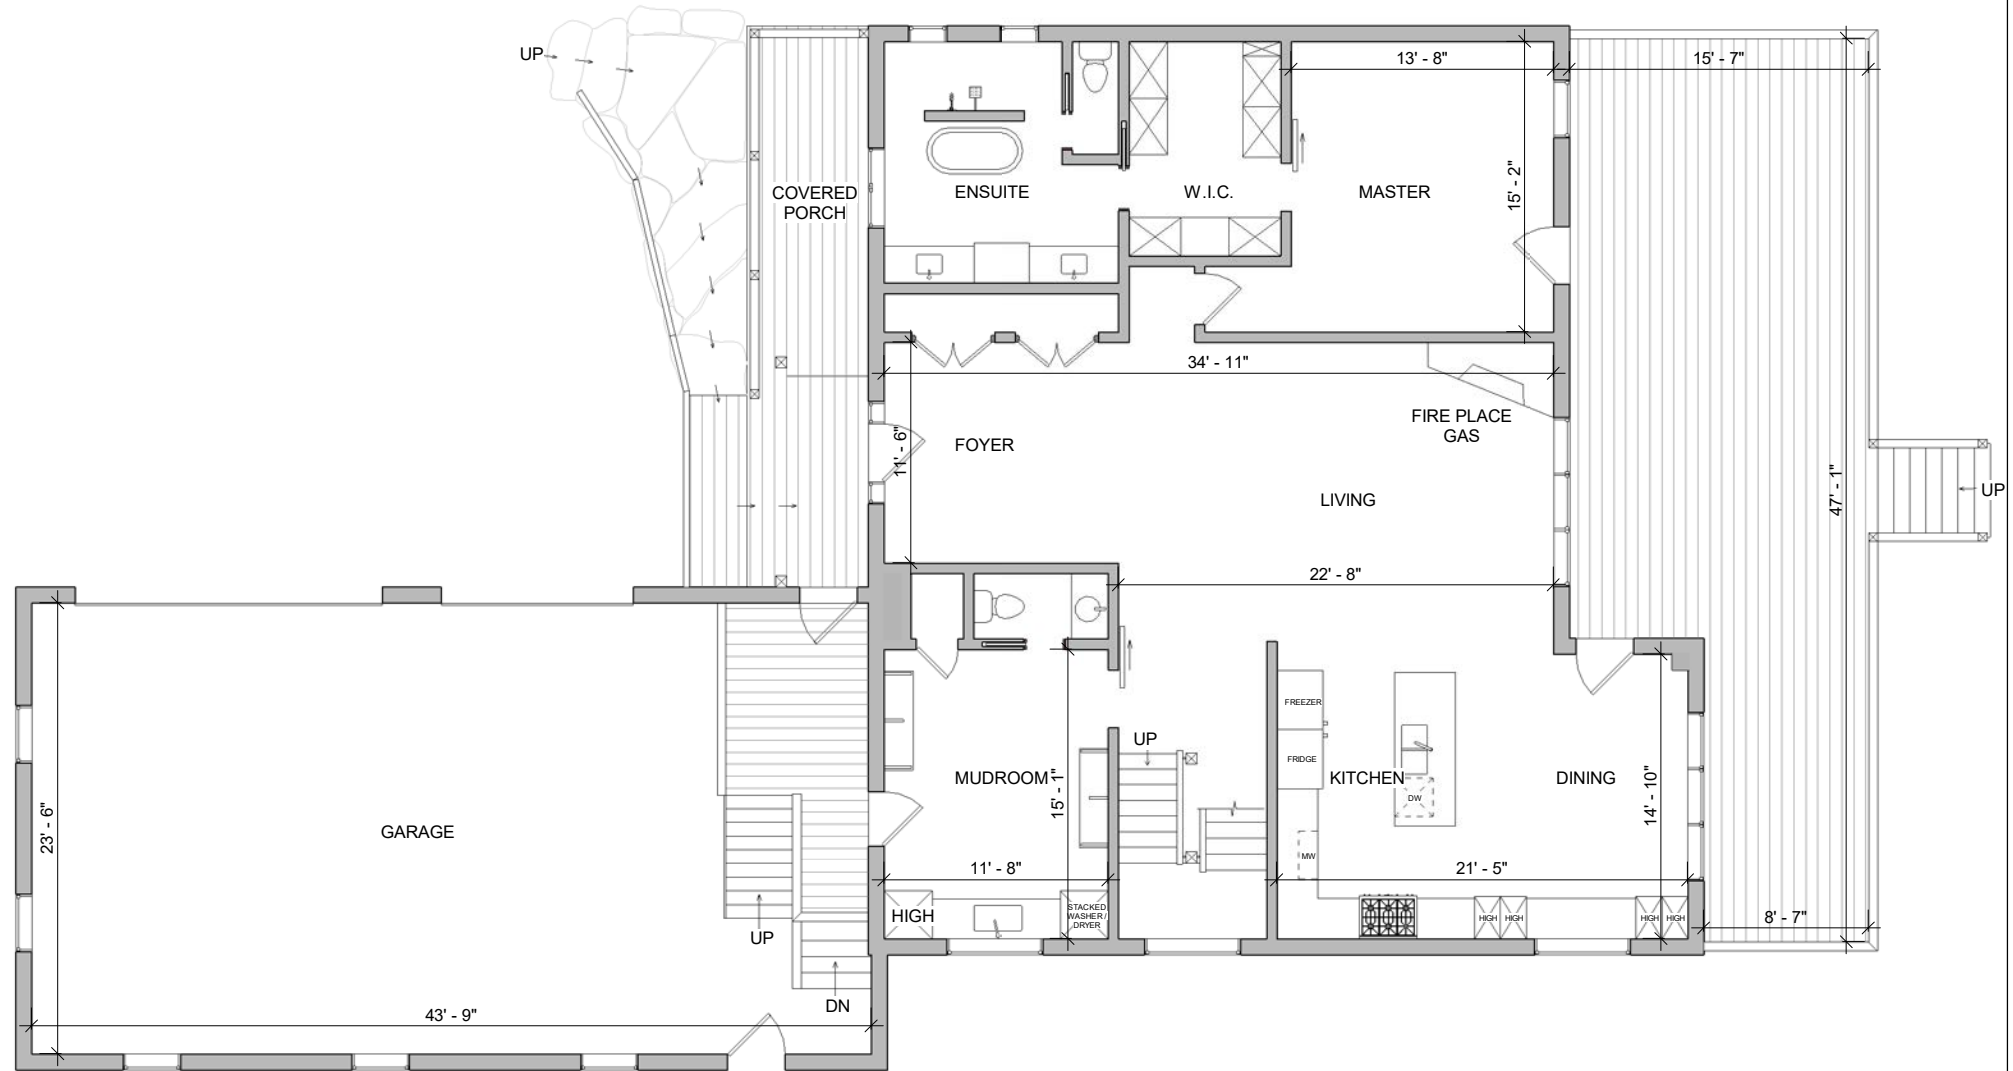 UP
13' - 8"
15' - 7"
COVERED
PORCH
ENSUITE
W.I.C.
MASTER
15' - 2"
34' - 11"
FIRE PLACE
GAS
FOYER
11' - 6"
LIVING
47' - 1"
UP
22' - 8"
FREEZER
FRIDGE
UP
MUDROOM
15' - 1"
KITCHEN
DW
DINING
14' - 10"
GARAGE
23' - 6"
MW
11' - 8"
21' - 5"
HIGH
STACKED
WASHER /
DRYER
HIGH
HIGH
HIGH
HIGH
8' - 7"
UP
DN
43' - 9"